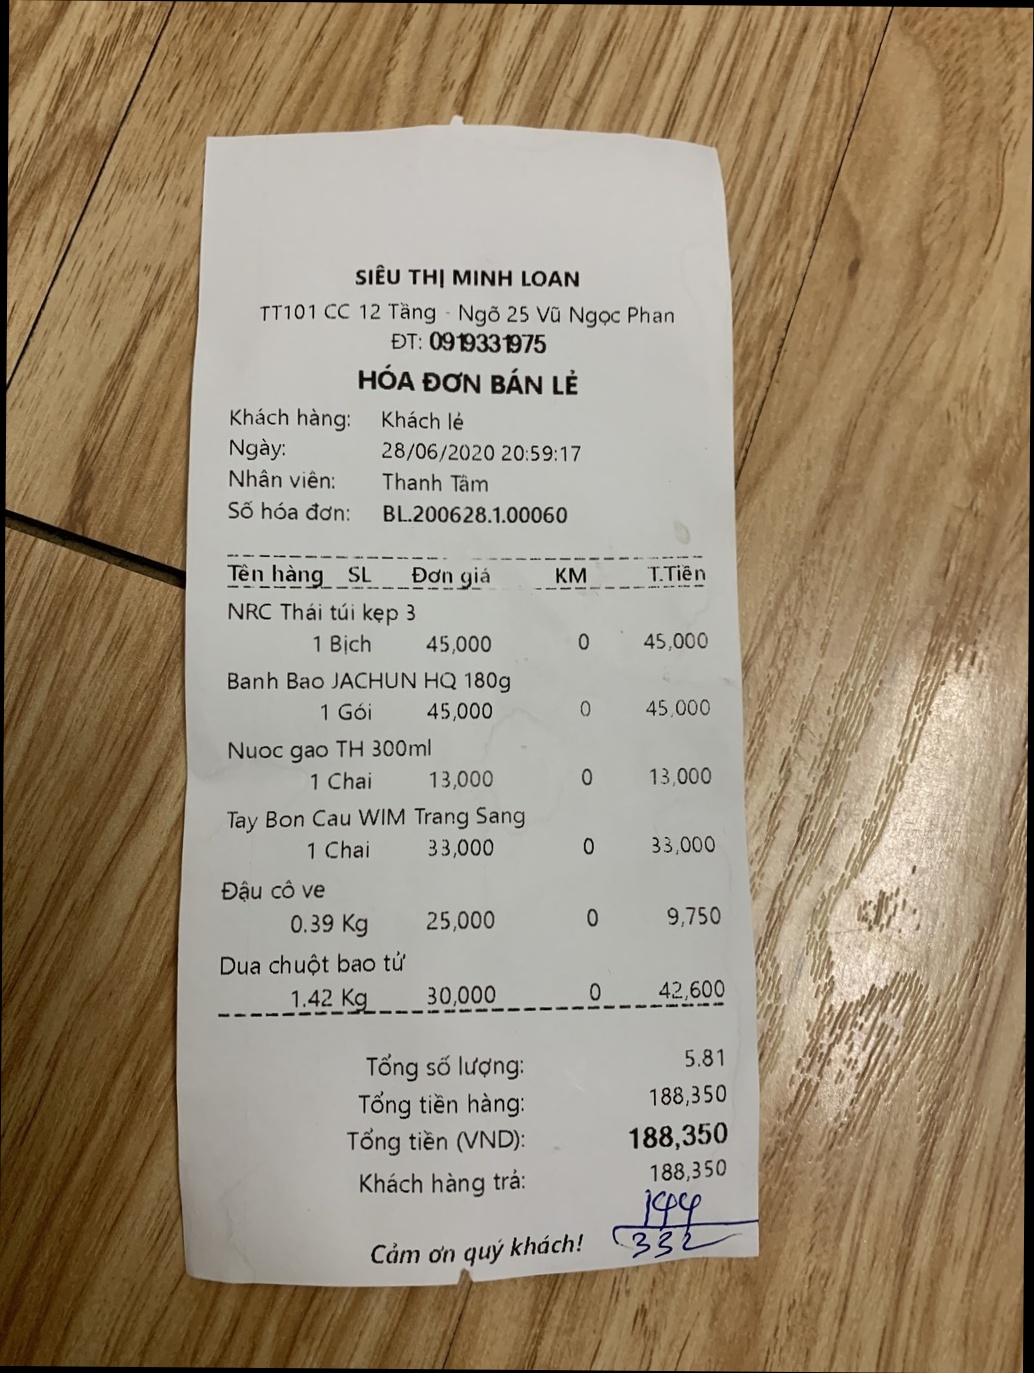 SIÊU THỊ MINH LOAN
TT101 CC 12 Tầng - Ngõ 25 Vũ Ngọc Phan
ĐT: 0919331975
HÓA ĐƠN BÁN LẺ
Khách hàng: Khách lẻ
Ngày: 28/06/2020 20:59:17
Nhân viên: Thanh Tâm
Số hóa đơn: BL.200628.1.00060
Tên hàng SL Đơn giá KM T.Tiền
NRC Thái túi kẹp 3
1 Bịch 45,000 0 45,000
Banh Bao JACHUN HQ 180g
1 Gói 45,000 0 45,000
Nuoc gao TH 300ml
1 Chai 13,000 0 13,000
Tay Bon Cau WIM Trang Sang
1 Chai 33,000 0 33,000
Đậu cô ve
0.39 Kg 25,000 0 9,750
Dua chuột bao tử
1.42 Kg 30,000 0 42,600
Tổng số lượng: 5.81
Tổng tiền hàng: 188,350
Tổng tiền (VND): 188,350
Khách hàng trả: 188,350
144
Cảm ơn quý khách! 332